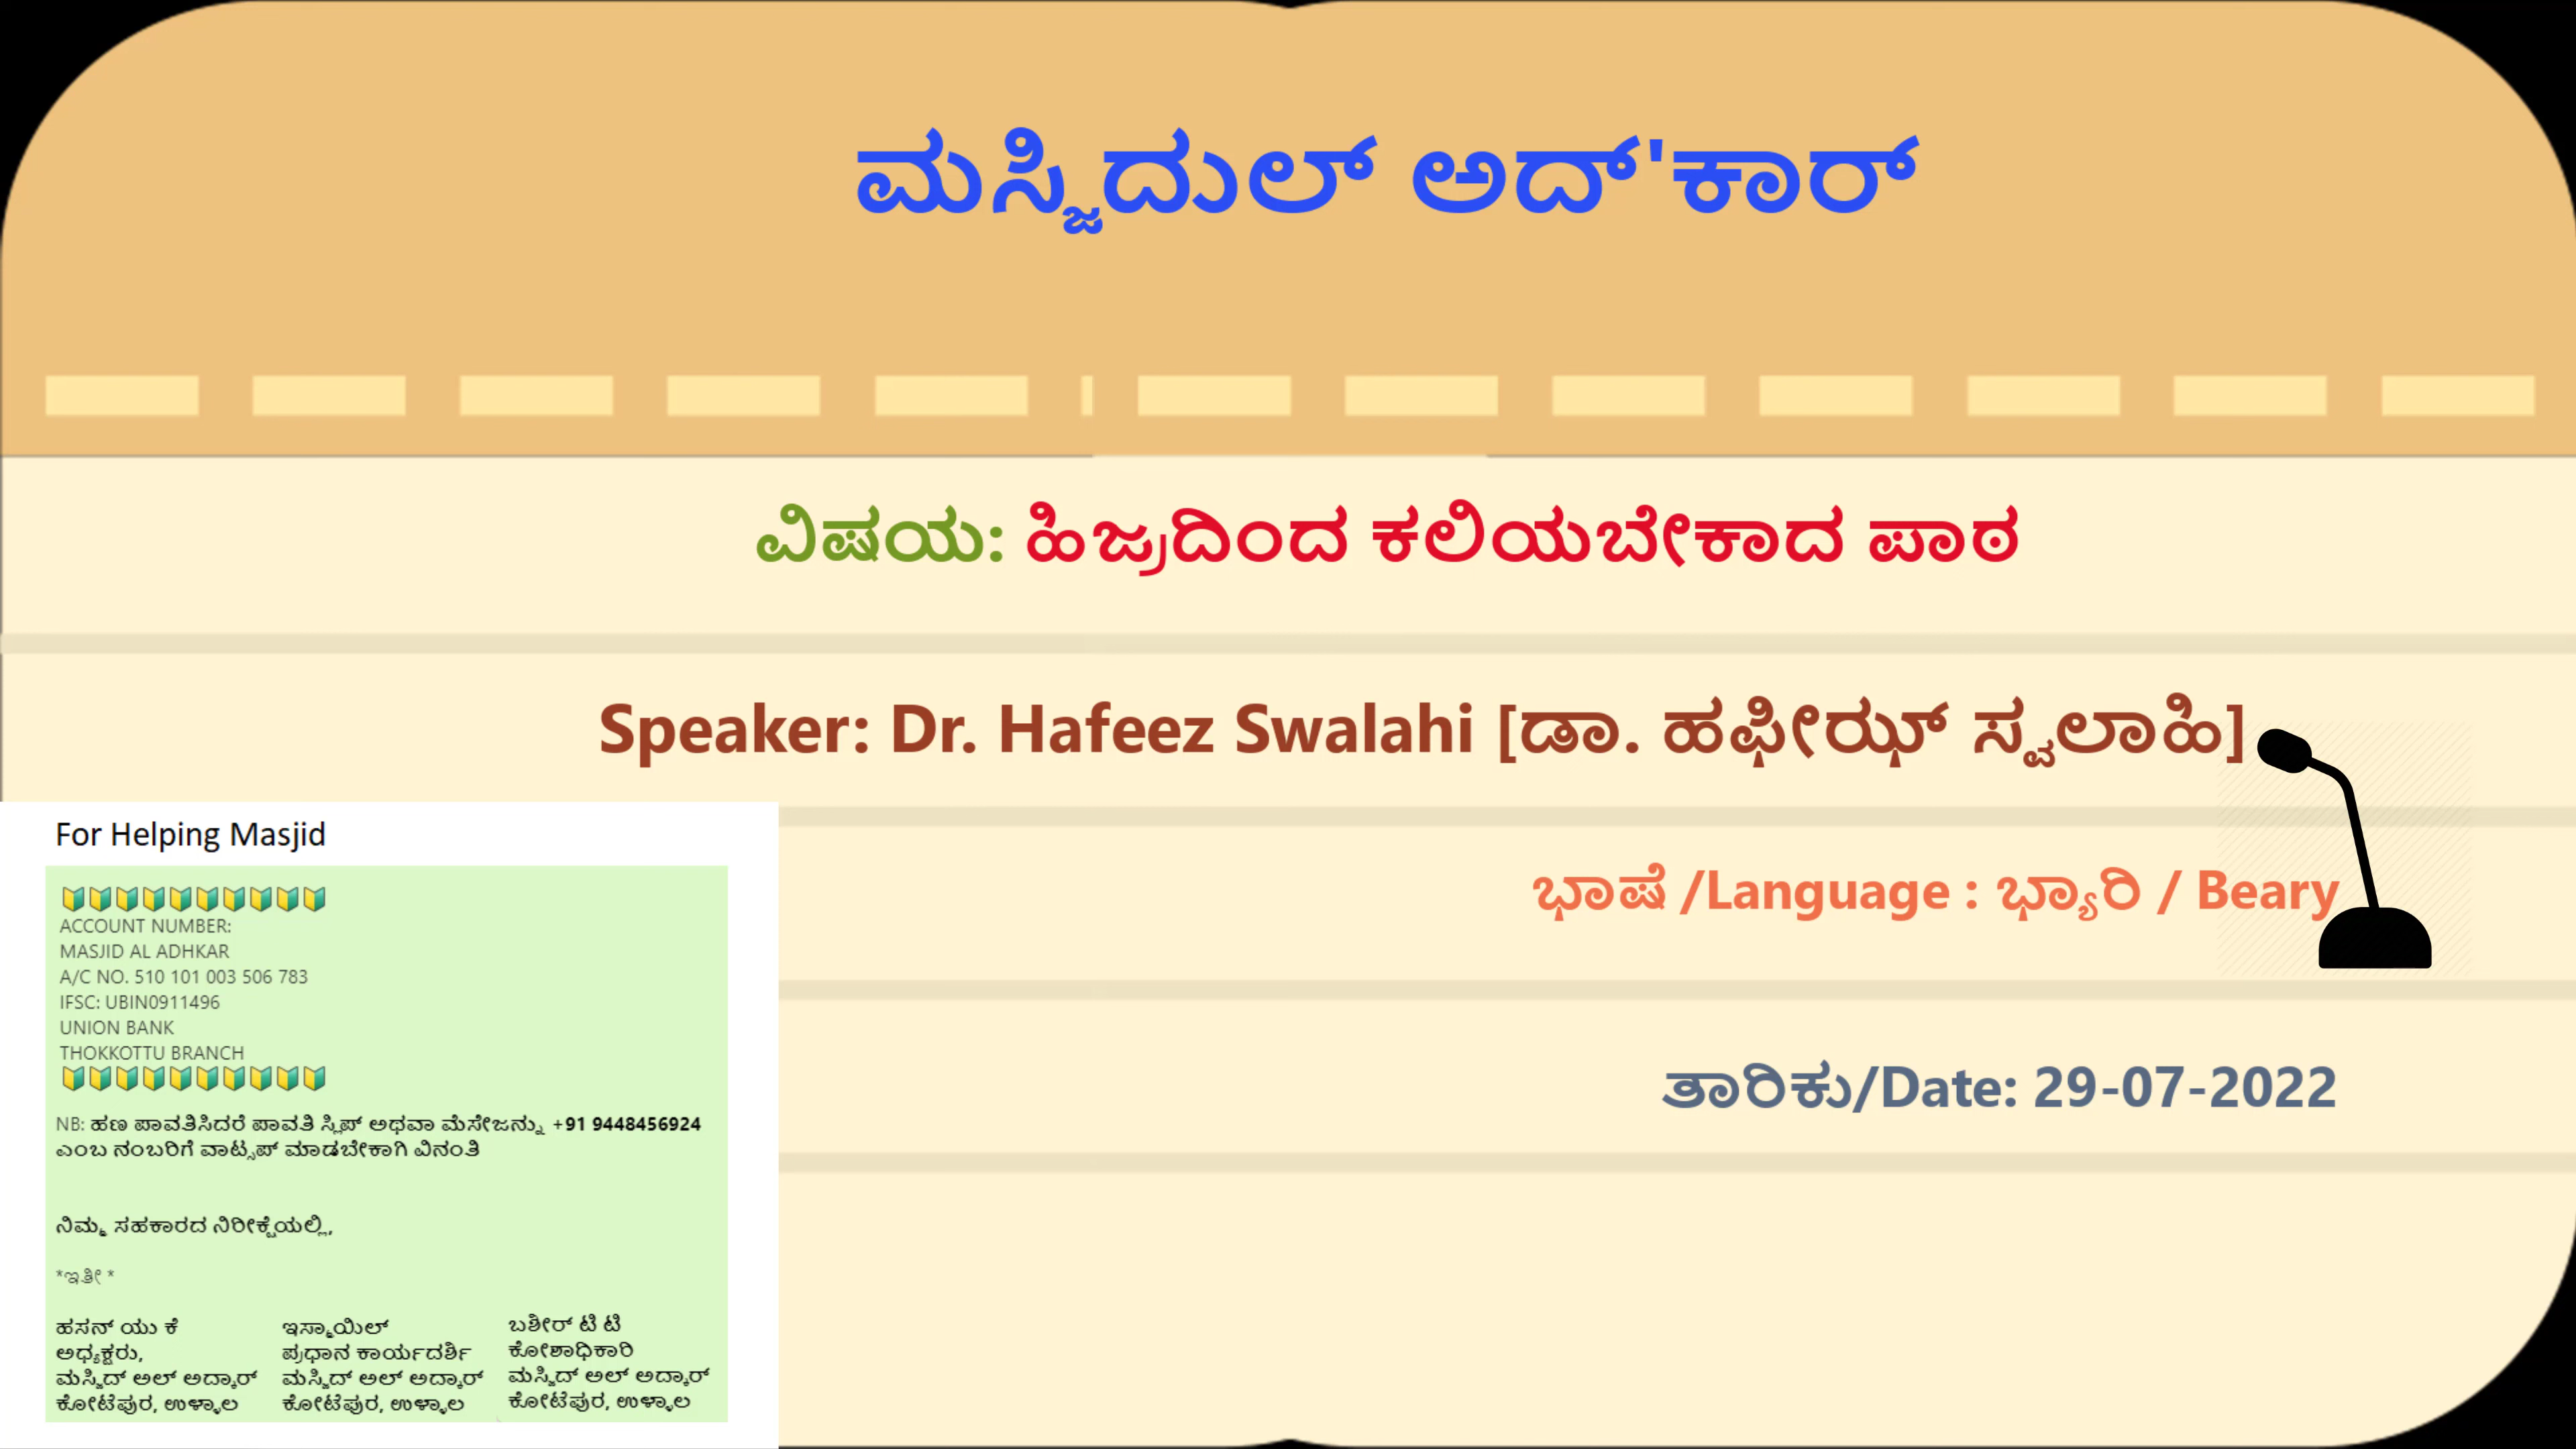 ಮಸ್ಜಿದುಲ್ ಅದ್'ಕಾರ್
ವಿಷಯ: ಹಿಜ್ರದಿಂದ ಕಲಿಯಬೇಕಾದ ಪಾಠ
Speaker: Dr. Hafeez Swalahi [ಡಾ. ಹಫೀಝ್ ಸ್ವಲಾಹಿ]
ಭಾಷೆ /Language : ಭ್ಯಾರಿ / Beary
ತಾರಿಕು/Date: 29-07-2022
For Helping Masjid
🔰🔰🔰🔰🔰🔰🔰🔰🔰🔰
ACCOUNT NUMBER:
MASJID AL ADHKAR
A/C NO. 510 101 003 506 783
IFSC: UBIN0911496
UNION BANK
THOKKOTTU BRANCH
🔰🔰🔰🔰🔰🔰🔰🔰🔰🔰
NB: ಹಣ ಪಾವತಿಸಿದರೆ ಪಾವತಿ ಸ್ಲಿಪ್ ಅಥವಾ ಮೆಸೇಜನ್ನು +91 9448456924
ಎಂಬ ನಂಬರಿಗೆ ವಾಟ್ಸಪ್ ಮಾಡಬೇಕಾಗಿ ವಿನಂತಿ
ನಿಮ್ಮ ಸಹಕಾರದ ನಿರೀಕ್ಷೆಯಲ್ಲಿ,
*ಇತೀ *
ಹಸನ್ ಯು ಕೆ
ಅಧ್ಯಕ್ಷರು,
ಮಸ್ಜಿದ್ ಅಲ್ ಅದ್ಕಾರ್
ಕೋಟೆಪುರ, ಉಳ್ಳಾಲ
ಇಸ್ಮಾಯಿಲ್
ಪ್ರಧಾನ ಕಾರ್ಯದರ್ಶಿ
ಮಸ್ಜಿದ್ ಅಲ್ ಅದ್ಕಾರ್
ಕೋಟೆಪುರ, ಉಳ್ಳಾಲ
ಬಶೀರ್ ಟಿ ಟಿ
ಕೋಶಾಧಿಕಾರಿ
ಮಸ್ಜಿದ್ ಅಲ್ ಅದ್ಕಾರ್
ಕೋಟೆಪುರ, ಉಳ್ಳಾಲ